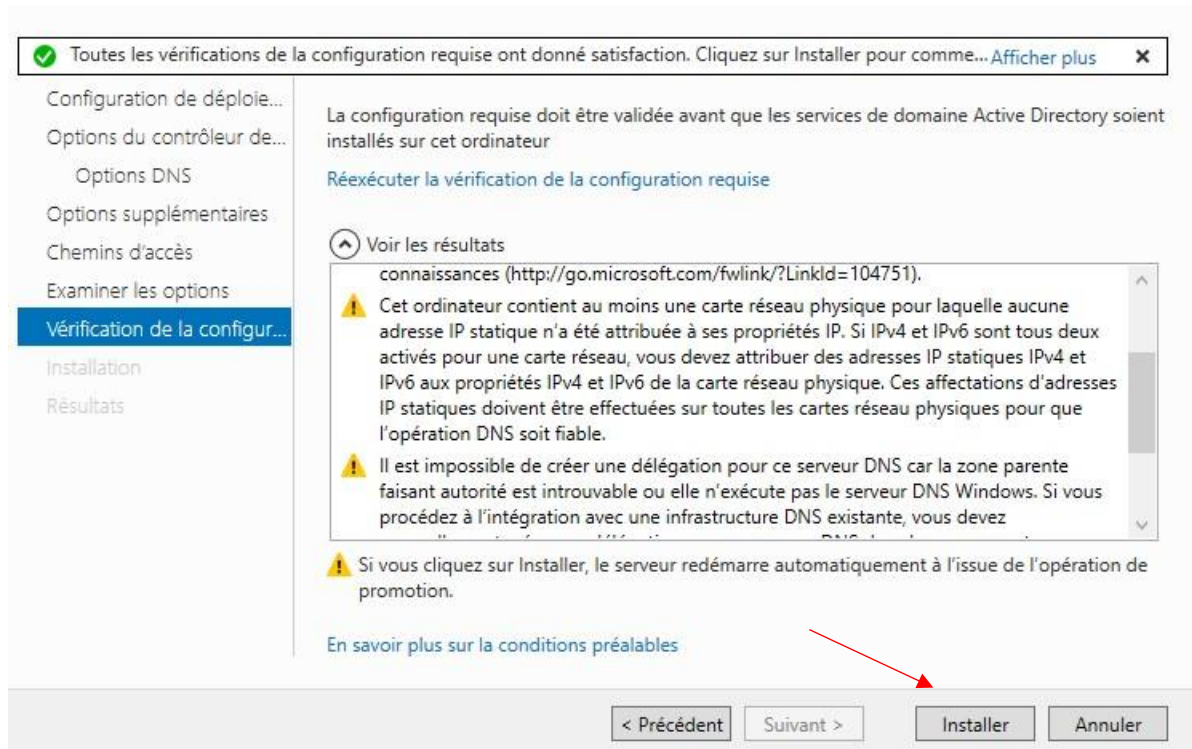 Toutes les vérifications de la configuration requise ont donné satisfaction. Cliquez sur Installer pour comme... Afficher plus
Configuration de déploie...
Options du contrôleur de...
Options DNS
Options supplémentaires
Chemins d'accès
Examiner les options
Vérification de la configur...
Installation
Résultats
La configuration requise doit être validée avant que les services de domaine Active Directory soient
installés sur cet ordinateur
Réexécuter la vérification de la configuration requise
Voir les résultats
connaissances (http://go.microsoft.com/fwlink/?LinkId=104751).
Cet ordinateur contient au moins une carte réseau physique pour laquelle aucune
adresse IP statique n'a été attribuée à ses propriétés IP. Si IPv4 et IPv6 sont tous deux
activés pour une carte réseau, vous devez attribuer des adresses IP statiques IPv4 et
IPv6 aux propriétés IPv4 et IPv6 de la carte réseau physique. Ces affectations d'adresses
IP statiques doivent être effectuées sur toutes les cartes réseau physiques pour que
l'opération DNS soit fiable.
Il est impossible de créer une délégation pour ce serveur DNS car la zone parente
faisant autorité est introuvable ou elle n'exécute pas le serveur DNS Windows. Si vous
procédez à l'intégration avec une infrastructure DNS existante, vous devez
Si vous cliquez sur Installer, le serveur redémarre automatiquement à l'issue de l'opération de
promotion.
En savoir plus sur la conditions préalables
< Précédent
Suivant >
Installer
Annuler